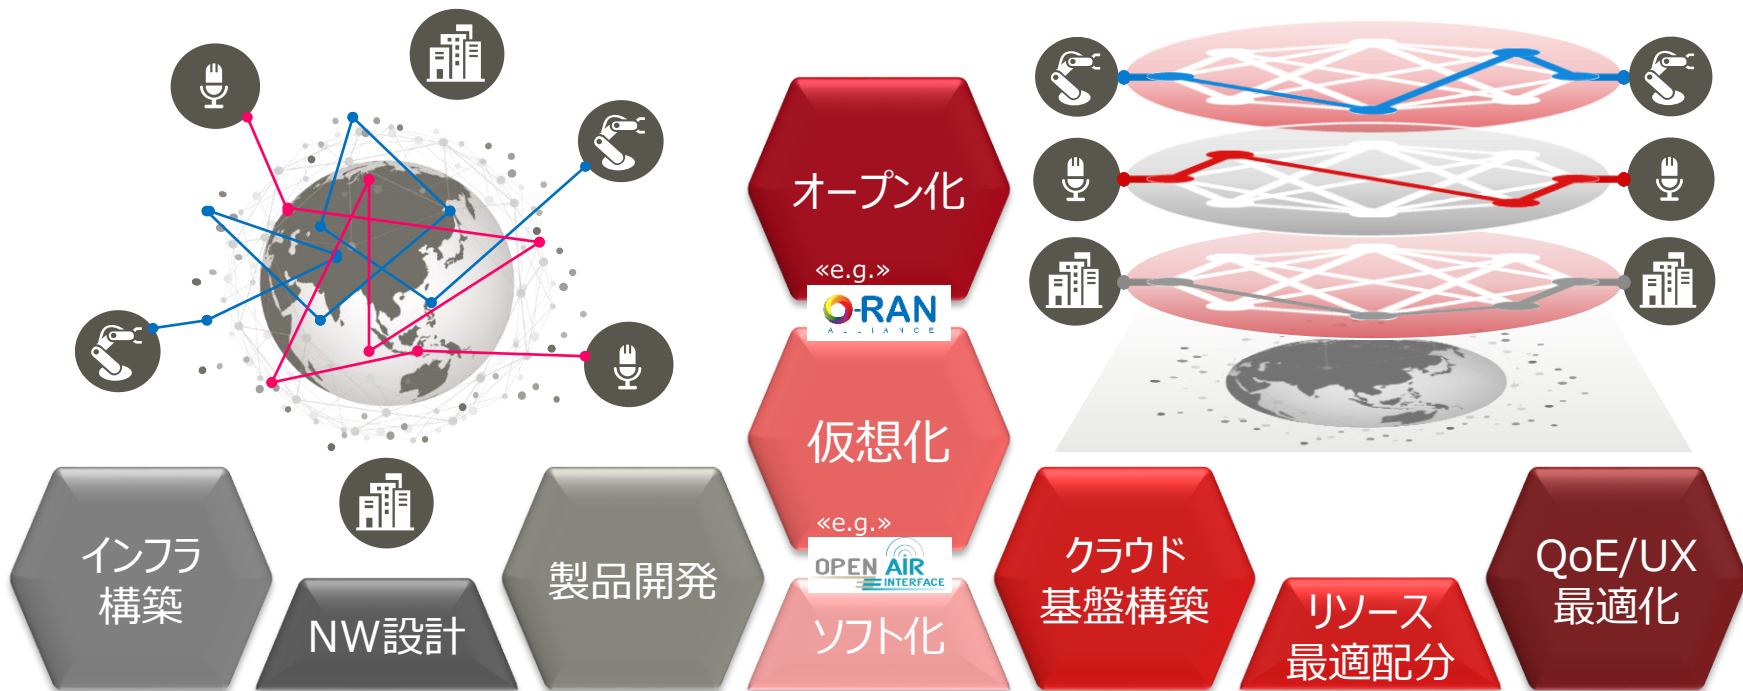 オープン化
«e.g.»
O-RAN
ALLIANCE
仮想化
«e.g.»
OPEN AIR
INTERFACE
ソフト化
インフラ
構築
NW設計
製品開発
クラウド
基盤構築
リソース
最適配分
QoE/UX
最適化